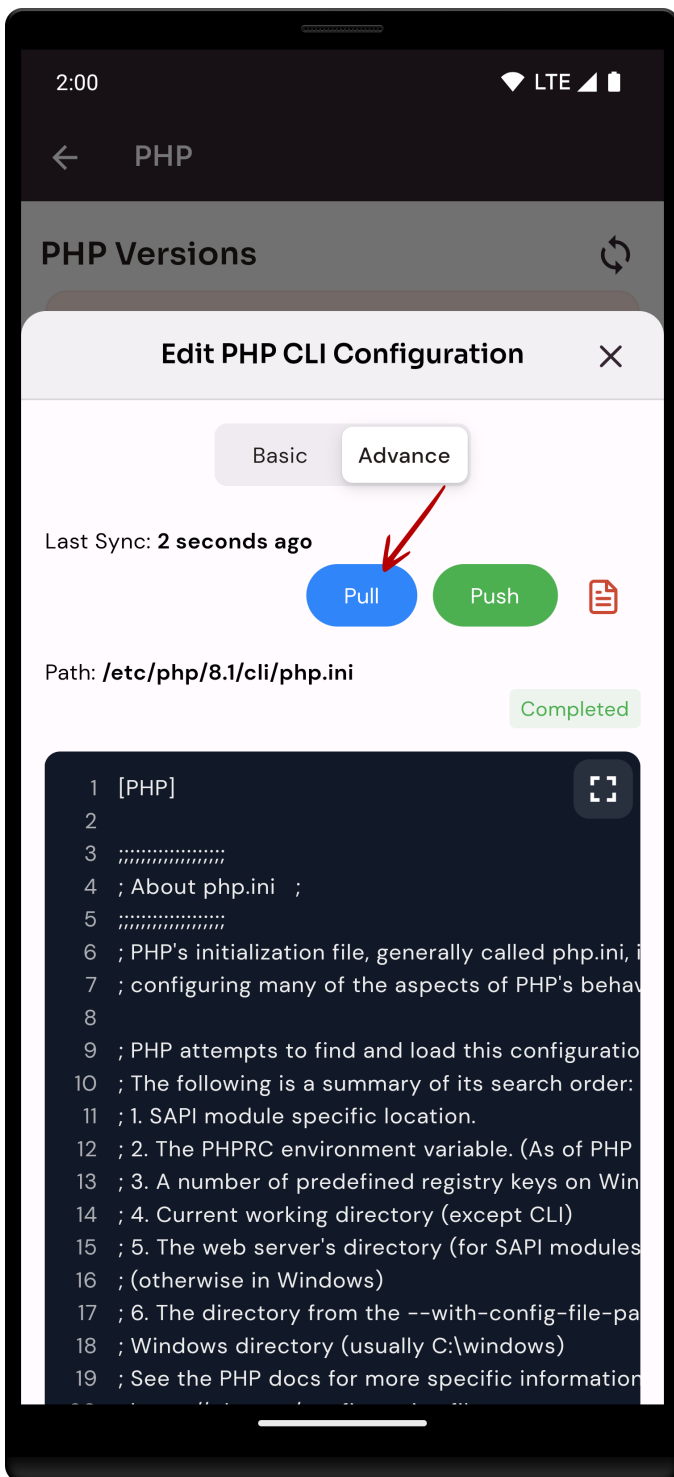 2:00 LTE
PHP
PHP Versions
Edit PHP CLI Configuration
Basic Advance
Last Sync: 2 seconds ago
Pull Push
Path: /etc/php/8.1/cli/php.ini
Completed
1 [PHP]
2
3 ;;;;;;;;;;;;;;;;;;;
4 ; About php.ini ;
5 ;;;;;;;;;;;;;;;;;;;
6 ; PHP's initialization file, generally called php.ini,
7 ; configuring many of the aspects of PHP's
8
9 ; PHP attempts to find and load this
10 ; The following is a summary of its search order:
11 ; 1. SAPI module specific location.
12 ; 2. The PHPRC environment variable. (As of PHP
13 ; 3. A number of predefined registry keys on
14 ; 4. Current working directory (except CLI)
15 ; 5. The web server's directory (for SAPI modules
16 ; (otherwise in Windows)
17 ; 6. The directory from the
18 ; Windows directory (usually C:\windows)
19 ; See the PHP docs for more specific information